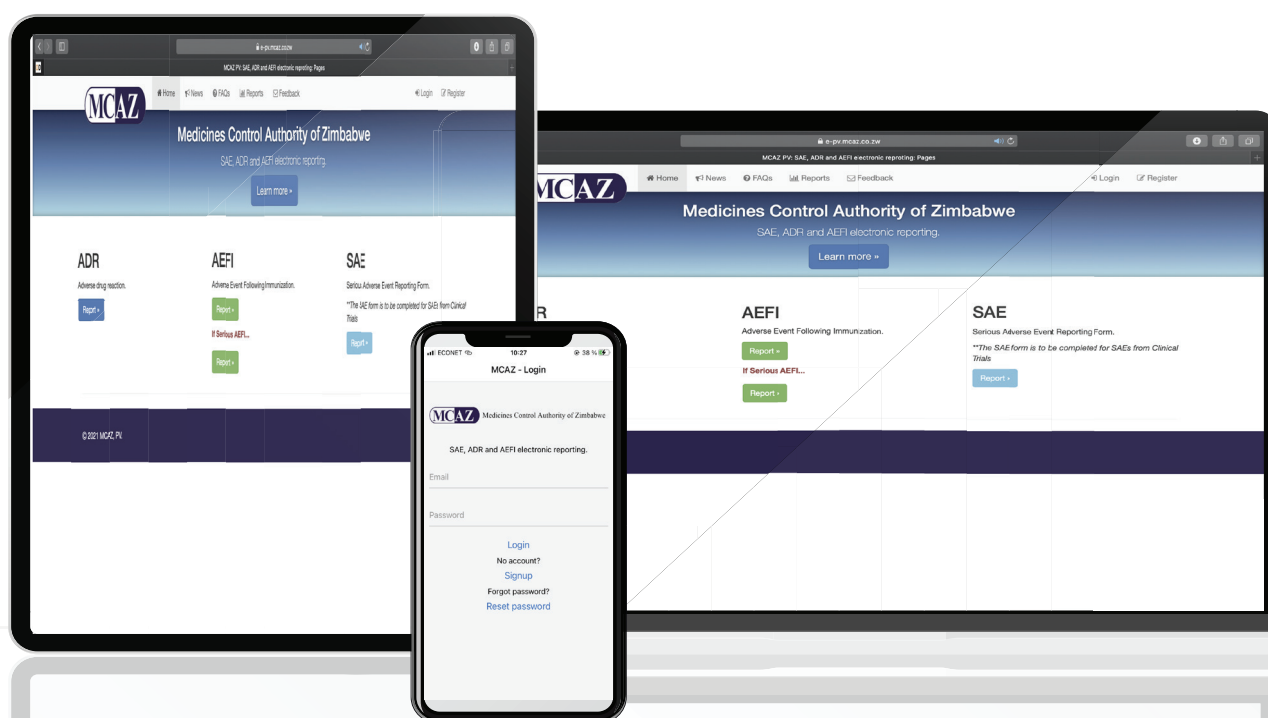 e-pv.mcaz.co.zw
MCAZ PV: SAE, ADR and AEFI electronic reproting: Pages
MCAZ
Home News FAQs Reports Feedback Login Register
Medicines Control Authority of Zimbabwe
SAE, ADR and AEFI electronic reporting.
Learn more »
ADR
Adverse drug reaction.
Report »
AEFI
Adverse Event Following Immunization.
Report »
If Serious AEFI...
Report »
SAE
Serious Adverse Event Reporting Form.
**The SAE form is to be completed for SAEs from Clinical
Trials
Report »
© 2021 MCAZ, PV.
ECONET 10:27 38 %
MCAZ - Login
MCAZ Medicines Control Authority of Zimbabwe
SAE, ADR and AEFI electronic reporting.
Email
Password
Login
No account?
Signup
Forgot password?
Reset password
e-pv.mcaz.co.zw
MCAZ PV: SAE, ADR and AEFI electronic reproting: Pages
MCAZ
Home News FAQs Reports Feedback Login Register
Medicines Control Authority of Zimbabwe
SAE, ADR and AEFI electronic reporting.
Learn more »
R
AEFI
Adverse Event Following Immunization.
Report »
If Serious AEFI...
Report »
SAE
Serious Adverse Event Reporting Form.
**The SAE form is to be completed for SAEs from Clinical
Trials
Report »